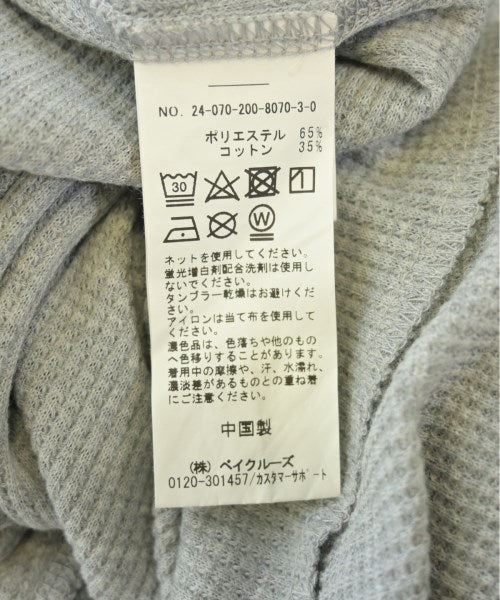 NO. 24-070-200-8070-3-0
ポリエステル 65%
コットン 35%
30
W
ネットを使用してください。
蛍光増白剤配合洗剤は使用し
ないでください。
タンブラー乾燥はお避けくだ
さい。
アイロンは当て布を使用して
ください。
濃色品は、色落ちや他のもの
へ色移りすることがあります。
着用中の摩擦や、汗、水濡れ、
濃淡差があるものとの重ね着
にご注意ください。
中国製
(株) ベイクルーズ
0120-301457/カスタマーサポート